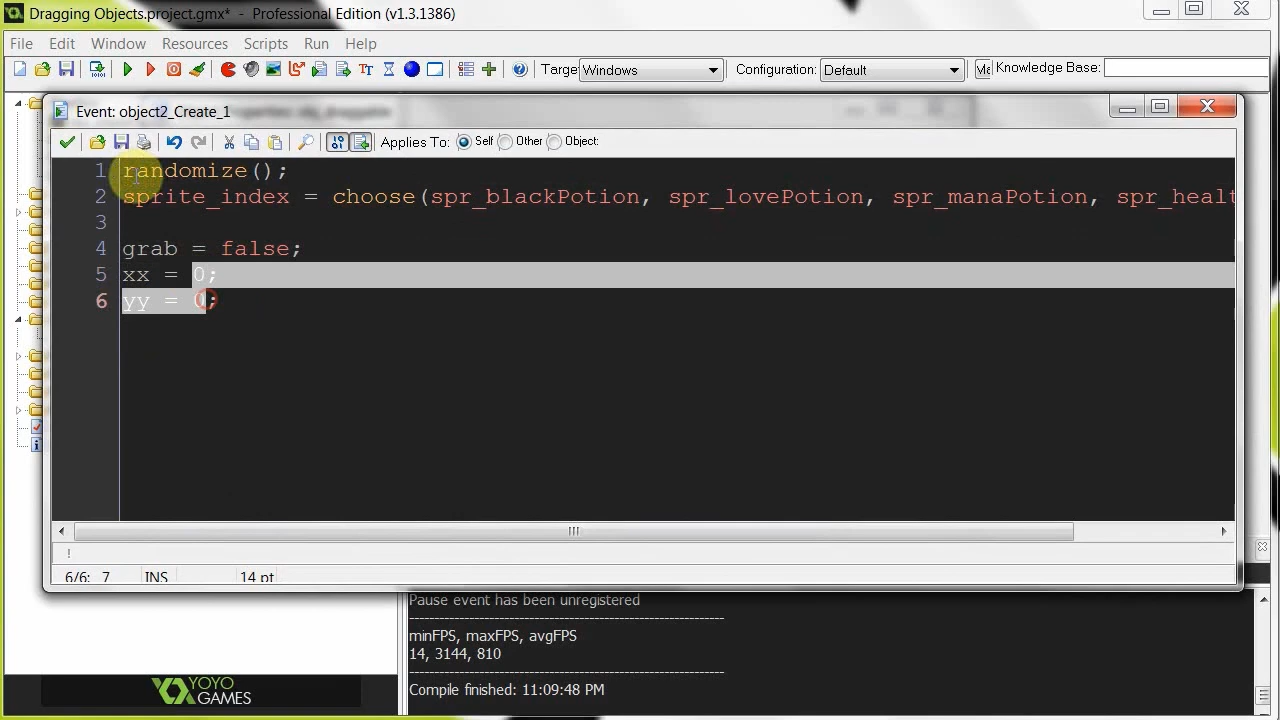 Dragging Objects.project.gmx* - Professional Edition (v1.3.1386)
File Edit Window Resources Scripts Run Help
Target Windows Configuration: Default Knowledge Base:
Event: object2_Create_1
Applies To: Self Other Object:
1 randomize();
2 sprite_index = choose(spr_blackPotion, spr_lovePotion, spr_manaPotion, spr_healt
3
4 grab = false;
5 xx = 0;
6 yy = 0;
!
6/6: 7 INS 14 pt
Pause event has been unregistered
minFPS, maxFPS, avgFPS
14, 3144, 810
Compile finished: 11:09:48 PM
YOYO
GAMES